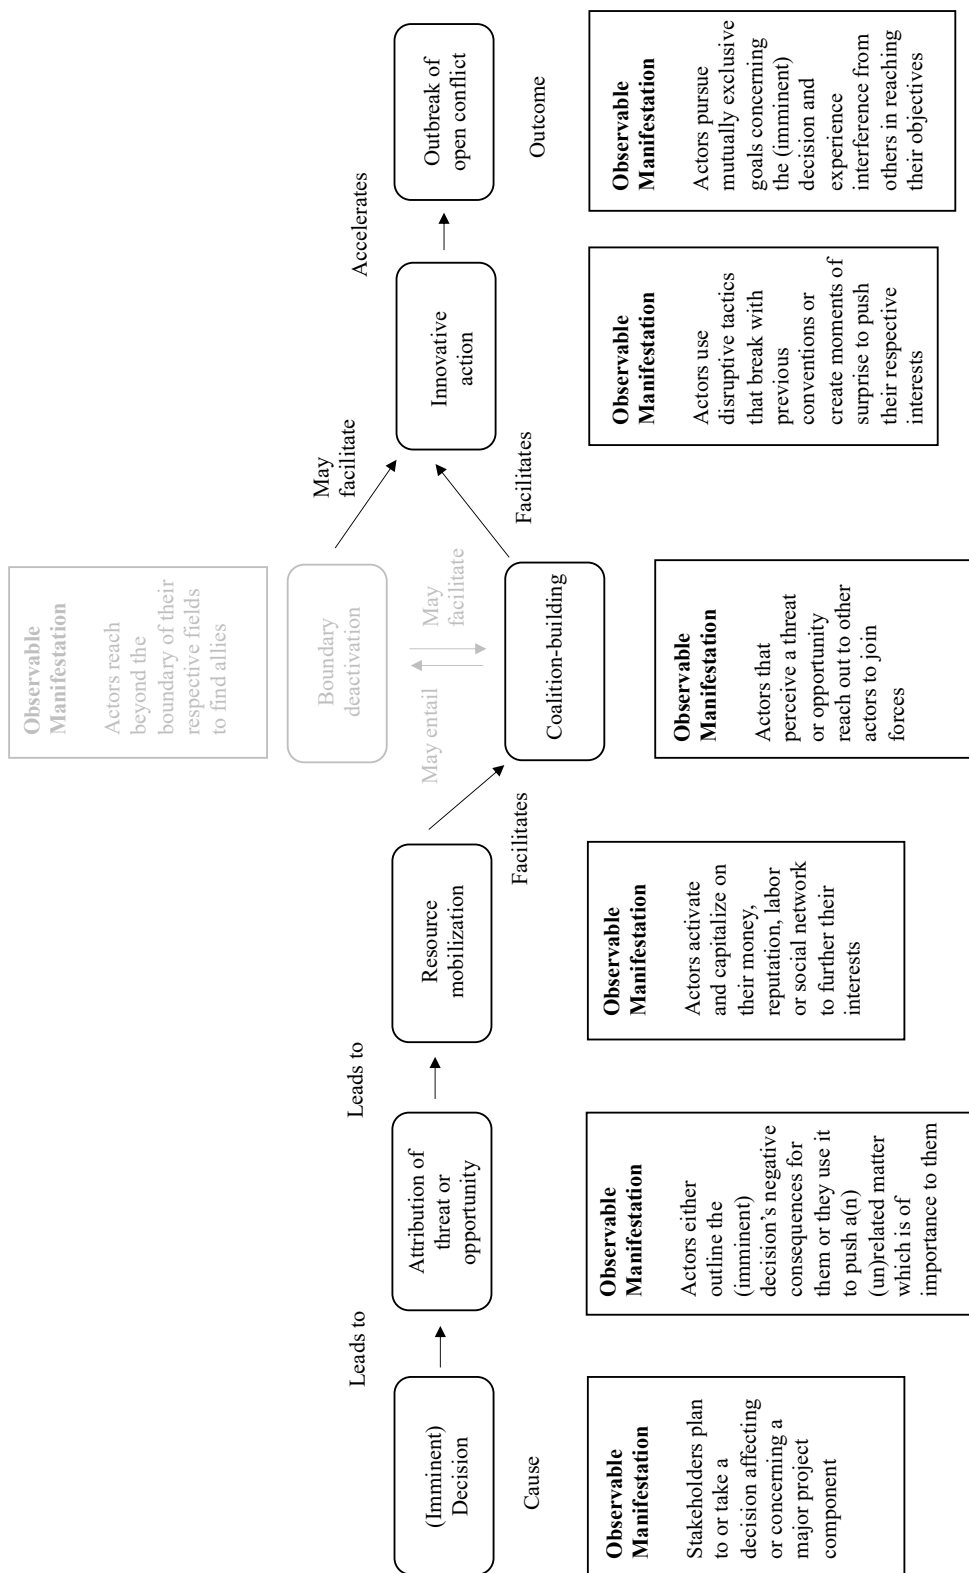 (Imminent)
Decision
Cause
Leads to
Attribution of
threat or
opportunity
Leads to
Resource
mobilization
Facilitates
Coalition-building
May entail
May
facilitate
Boundary
deactivation
Observable
Manifestation
Actors reach
beyond the
boundary of their
respective fields
to find allies
May
facilitate
Facilitates
Innovative
action
Accelerates
Outbreak of
open conflict
Outcome
Observable
Manifestation
Stakeholders plan
to or take a
decision affecting
or concerning a
major project
component
Observable
Manifestation
Actors either
outline the
(imminent)
decision’s negative
consequences for
them or they use it
to push a(n)
(un)related matter
which is of
importance to them
Observable
Manifestation
Actors activate
and capitalize on
their money,
reputation, labor
or social network
to further their
interests
Observable
Manifestation
Actors that
perceive a threat
or opportunity
reach out to other
actors to join
forces
Observable
Manifestation
Actors use
disruptive tactics
that break with
previous
conventions or
create moments of
surprise to push
their respective
interests
Observable
Manifestation
Actors pursue
mutually exclusive
goals concerning
the (imminent)
decision and
experience
interference from
others in reaching
their objectives